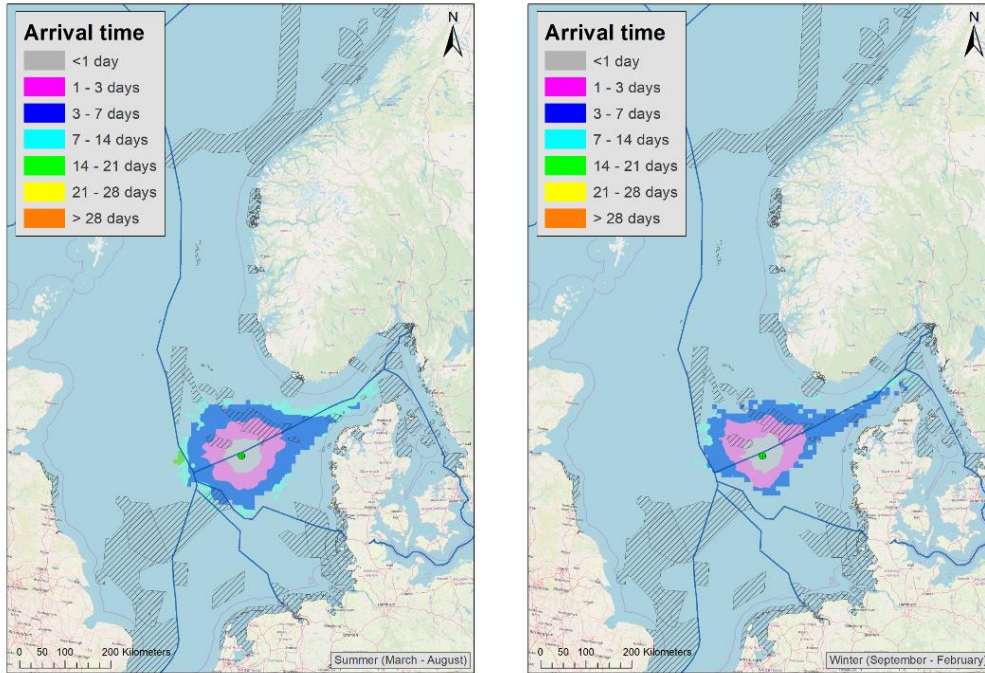 Arrival time
<1 day
1 - 3 days
3 - 7 days
7 - 14 days
14 - 21 days
21 - 28 days
> 28 days
N
0 50 100 200 Kilometers
Summer (March - August)
Arrival time
<1 day
1 - 3 days
3 - 7 days
7 - 14 days
14 - 21 days
21 - 28 days
> 28 days
N
0 50 100 200 Kilometers
Winter (September - February)